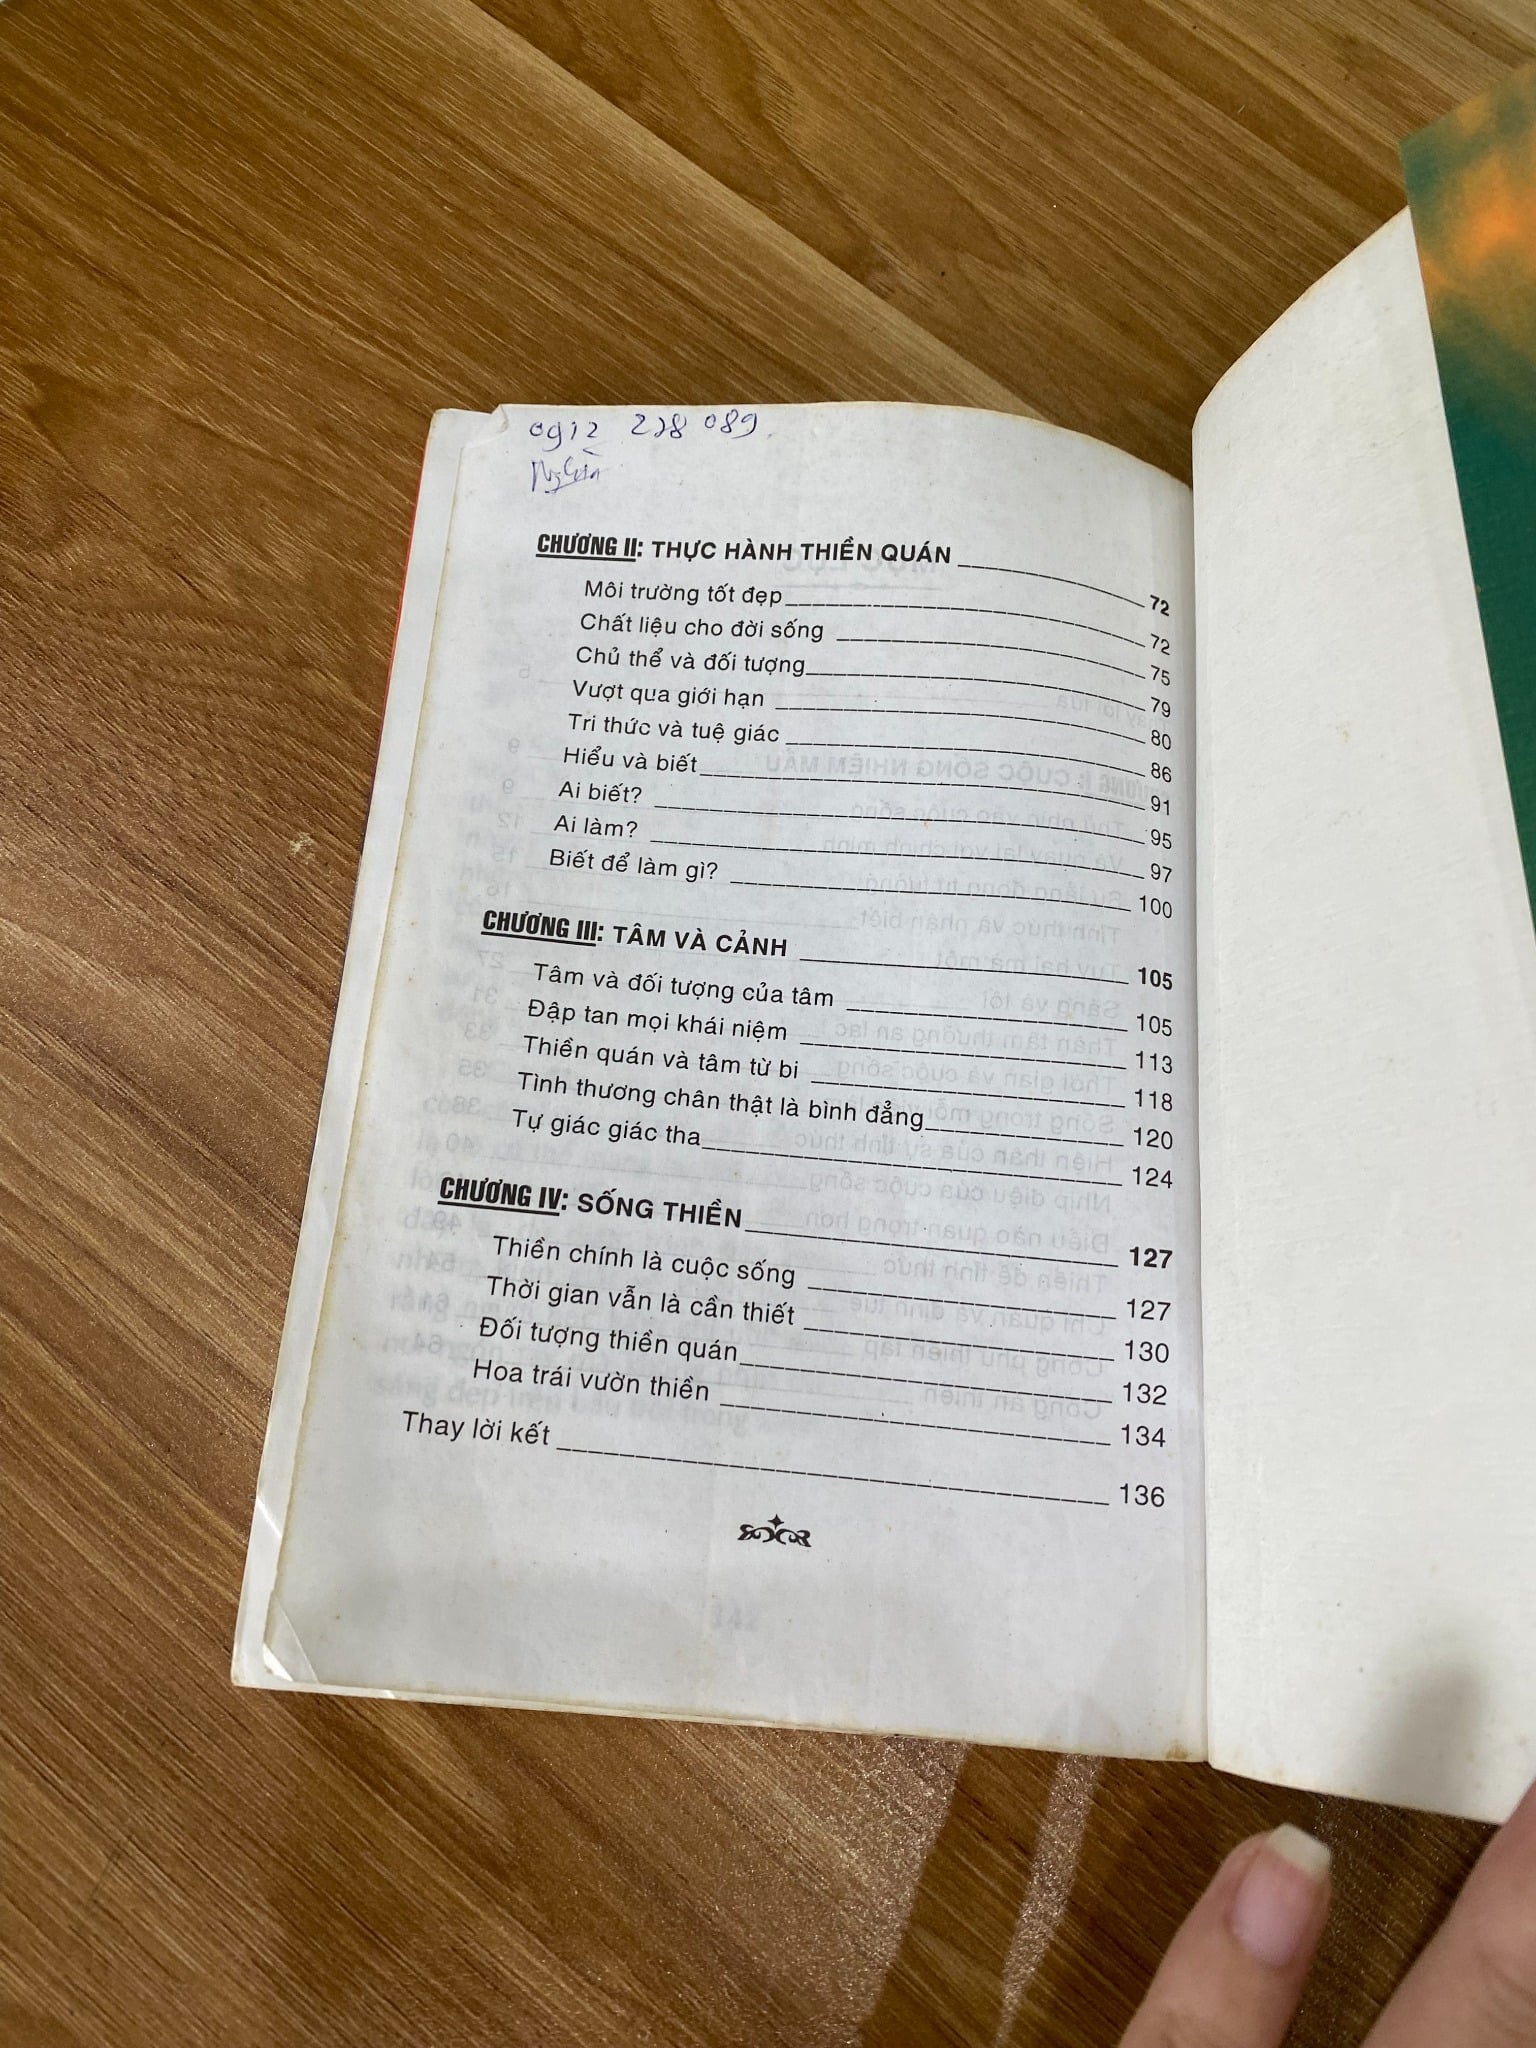 0912 228 089
CHƯƠNG II: THỰC HÀNH THIỀN QUÁN 72
Môi trường tốt đẹp 72
Chất liệu cho đời sống 75
Chủ thể và đối tượng 79
Vượt qua giới hạn 80
Tri thức và tuệ giác 86
Hiểu và biết 91
Ai biết? 95
Ai làm? 97
Biết để làm gì? 100
CHƯƠNG III: TÂM VÀ CẢNH 105
Tâm và đối tượng của tâm 105
Đập tan mọi khái niệm 113
Thiền quán và tâm từ bi 118
Tình thương chân thật là bình đẳng 120
Tự giác giác tha 124
CHƯƠNG IV: SỐNG THIỀN 127
Thiền chính là cuộc sống 127
Thời gian vẫn là cần thiết 130
Đối tượng thiền quán 132
Hoa trái vườn thiền 134
Thay lời kết 136